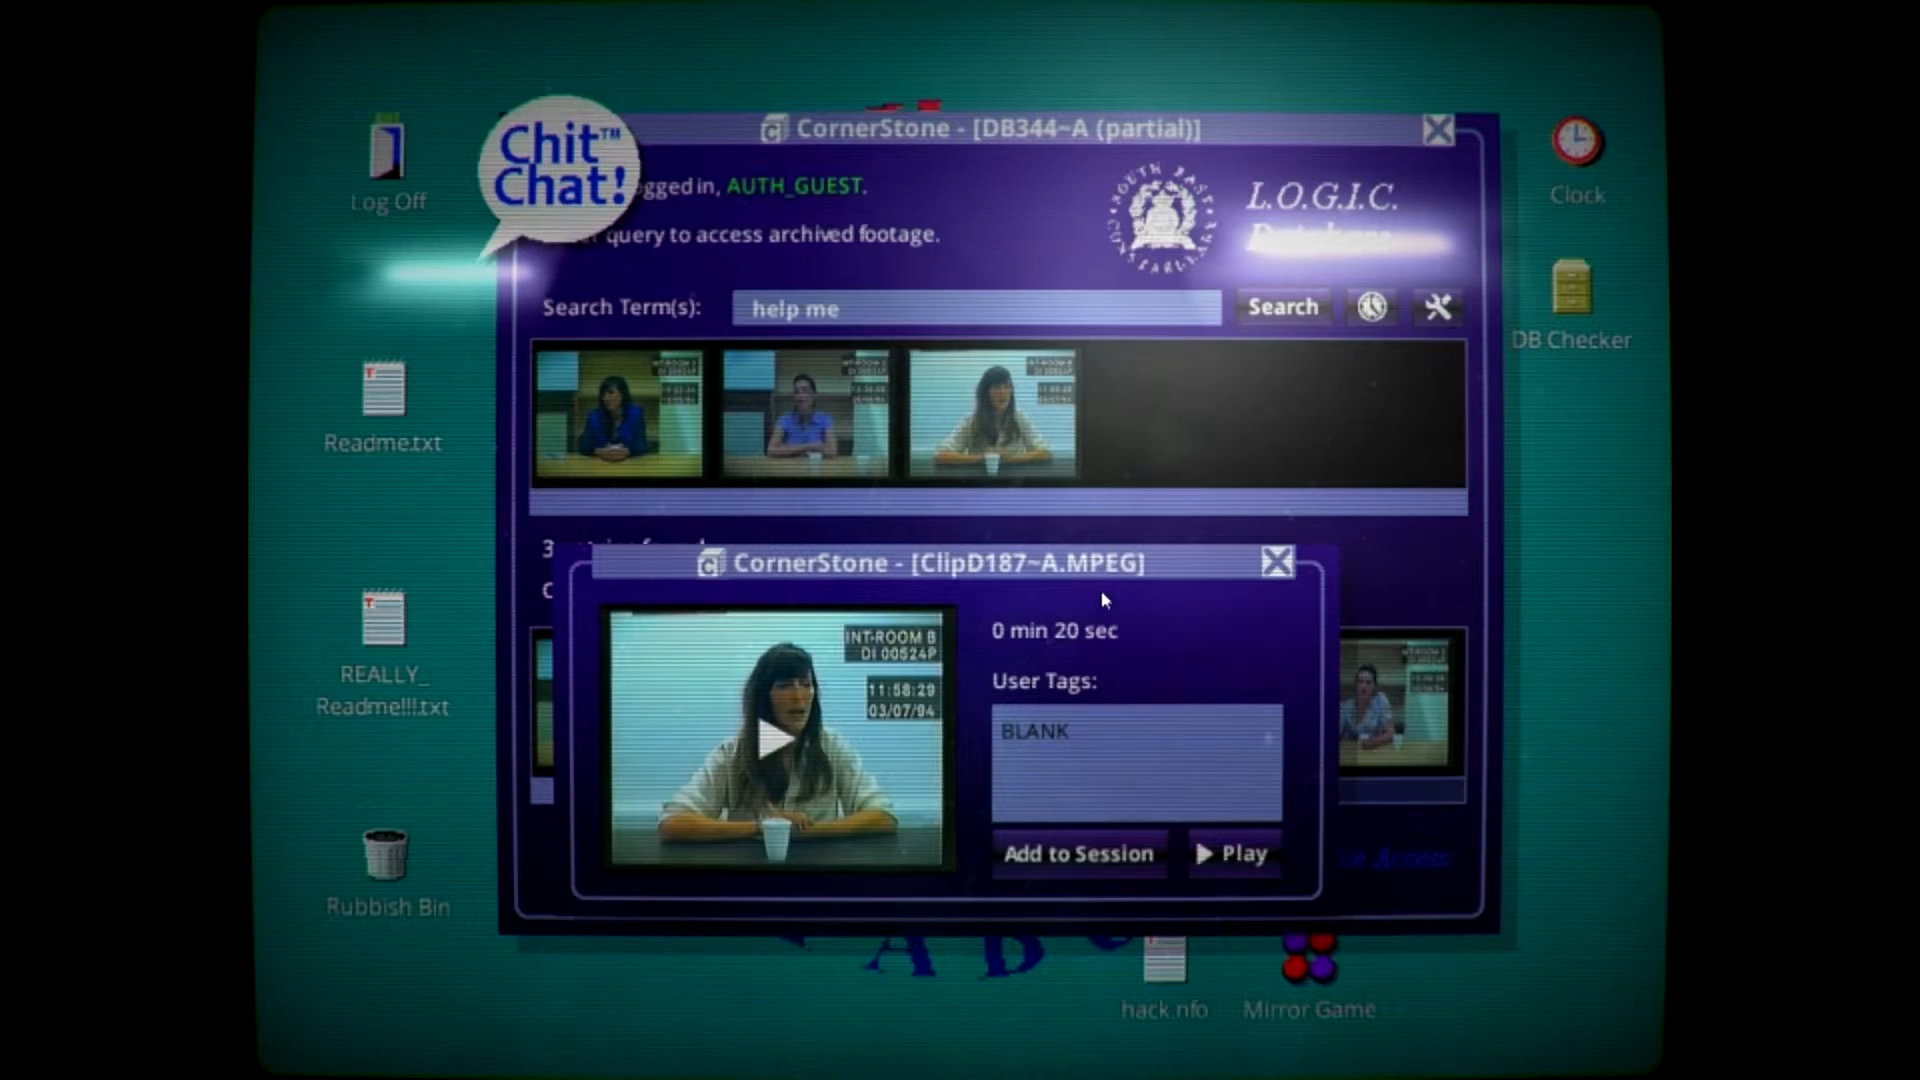 CornerStone - [DB344~A (partial)]
Chit™
Chat!
Log Off
Clock
gged in, AUTH_GUEST.
query to access archived footage.
L.O.G.I.C.
Database
DB Checker
Search Term(s):
help me
Search
Readme.txt
CornerStone - [ClipD187~A.MPEG]
0 min 20 sec
INT-ROOM B
DI 00524P
11:58:29
03/07/94
User Tags:
BLANK
REALLY_
Readme!!!.txt
Add to Session
Play
Access
Rubbish Bin
hack.nfo
Mirror Game